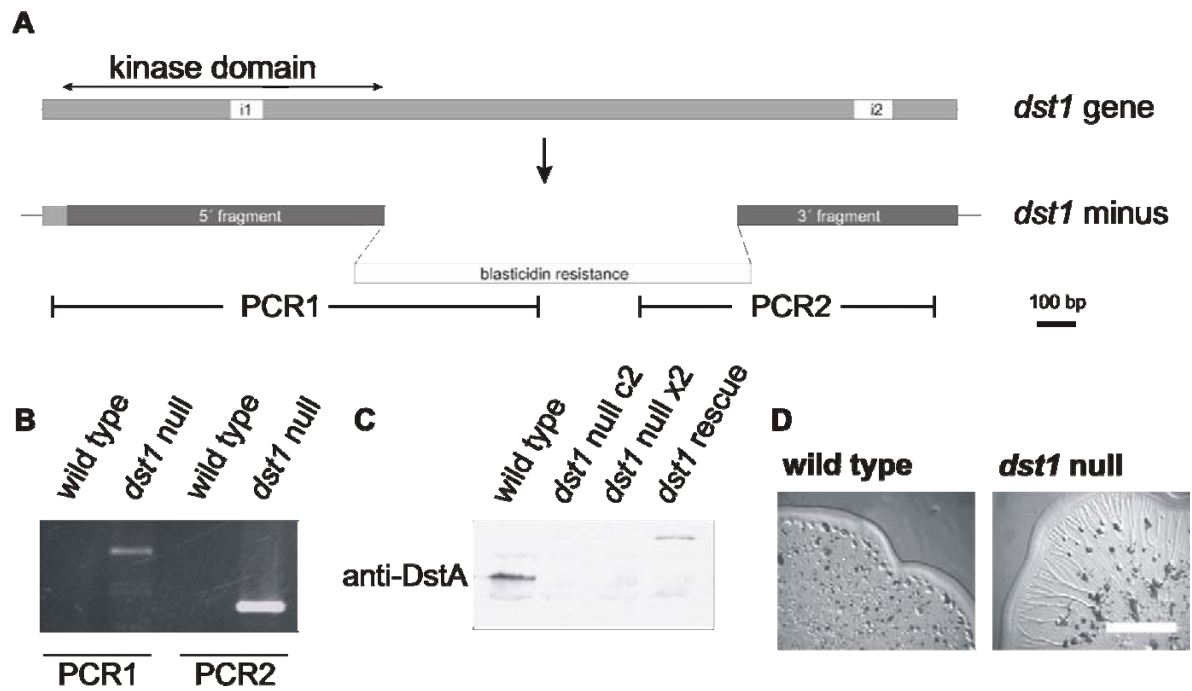 A
kinase domain
i1
i2
dst1 gene
5´ fragment
3´ fragment
dst1 minus
blasticidin resistance
PCR1
PCR2
100 bp
B
wild type
dst1 null
wild type
dst1 null
PCR1
PCR2
C
wild type
dst1 null c2
dst1 null x2
dst1 rescue
anti-DstA
D
wild type
dst1 null